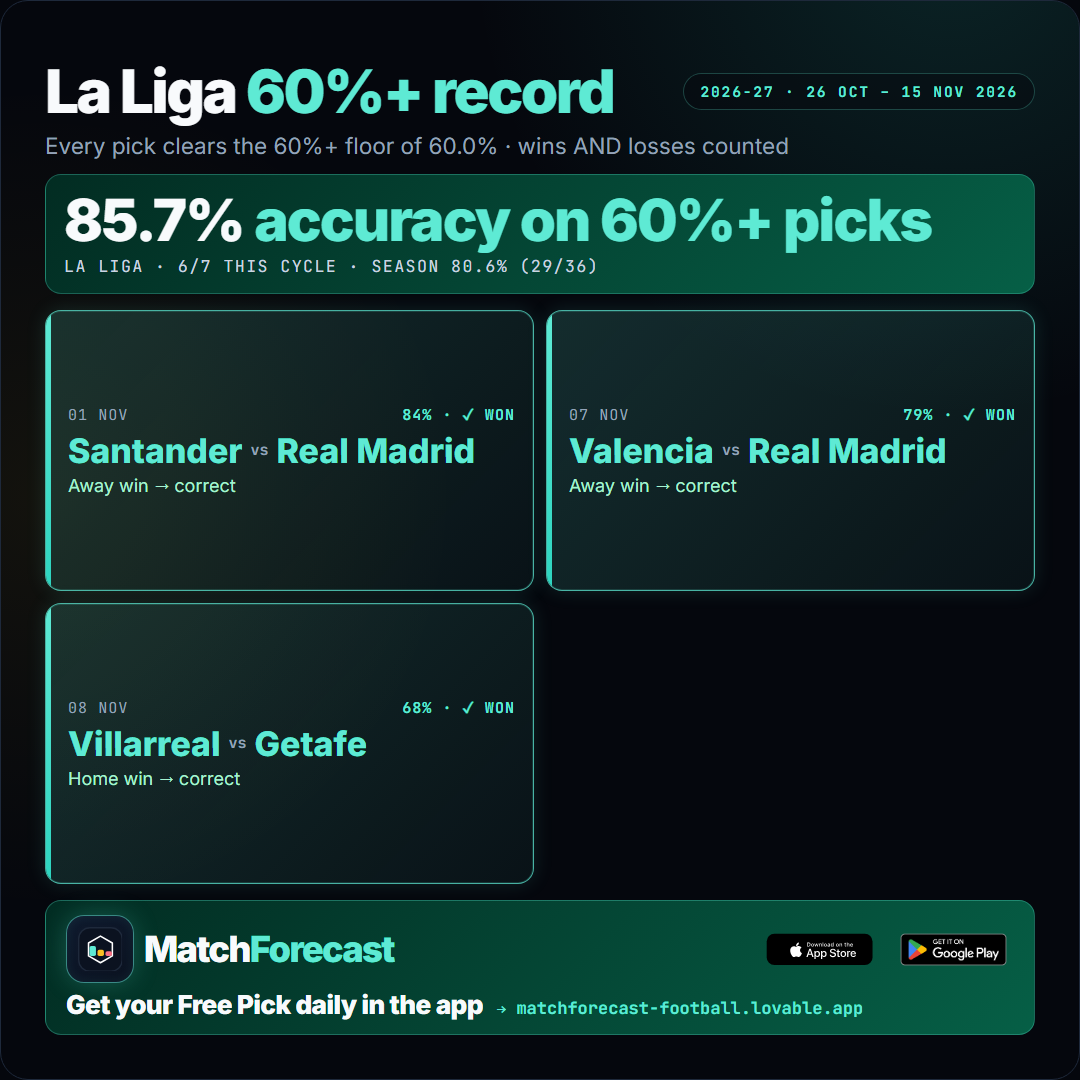 La Liga 60%+ record
2026-27 · 26 OCT – 15 NOV 2026
Every pick clears the 60%+ floor of 60.0% · wins AND losses counted
85.7% accuracy on 60%+ picks
LA LIGA · 6/7 THIS CYCLE · SEASON 80.6% (29/36)
01 NOV
84% · ✓ WON
Santander vs Real Madrid
Away win → correct
07 NOV
79% · ✓ WON
Valencia vs Real Madrid
Away win → correct
08 NOV
68% · ✓ WON
Villarreal vs Getafe
Home win → correct
MatchForecast
Download on the
App Store
GET IT ON
Google Play
Get your Free Pick daily in the app → matchforecast-football.lovable.app